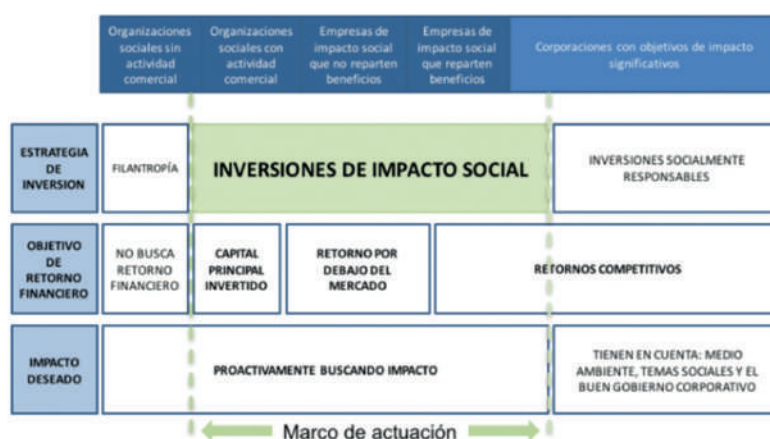 Organizaciones
sociales sin
actividad
comercial
Organizaciones
sociales con
actividad
comercial
Empresas de
impacto social
que no reparten
beneficios
Empresas de
impacto social
que reparten
beneficios
Corporaciones con objetivos de impacto
significativos
ESTRATEGIA
DE
INVERSION
FILANTROPÍA
INVERSIONES DE IMPACTO SOCIAL
INVERSIONES SOCIALMENTE
RESPONSABLES
OBJETIVO
DE
RETORNO
FINANCIERO
NO BUSCA
RETORNO
FINANCIERO
CAPITAL
PRINCIPAL
INVERTIDO
RETORNO POR
DEBAJO DEL
MERCADO
RETORNOS COMPETITIVOS
IMPACTO
DESEADO
PROACTIVAMENTE BUSCANDO IMPACTO
TIENEN EN CUENTA: MEDIO
AMBIENTE, TEMAS SOCIALES Y EL
BUEN GOBIERNO CORPORATIVO
Marco de actuación